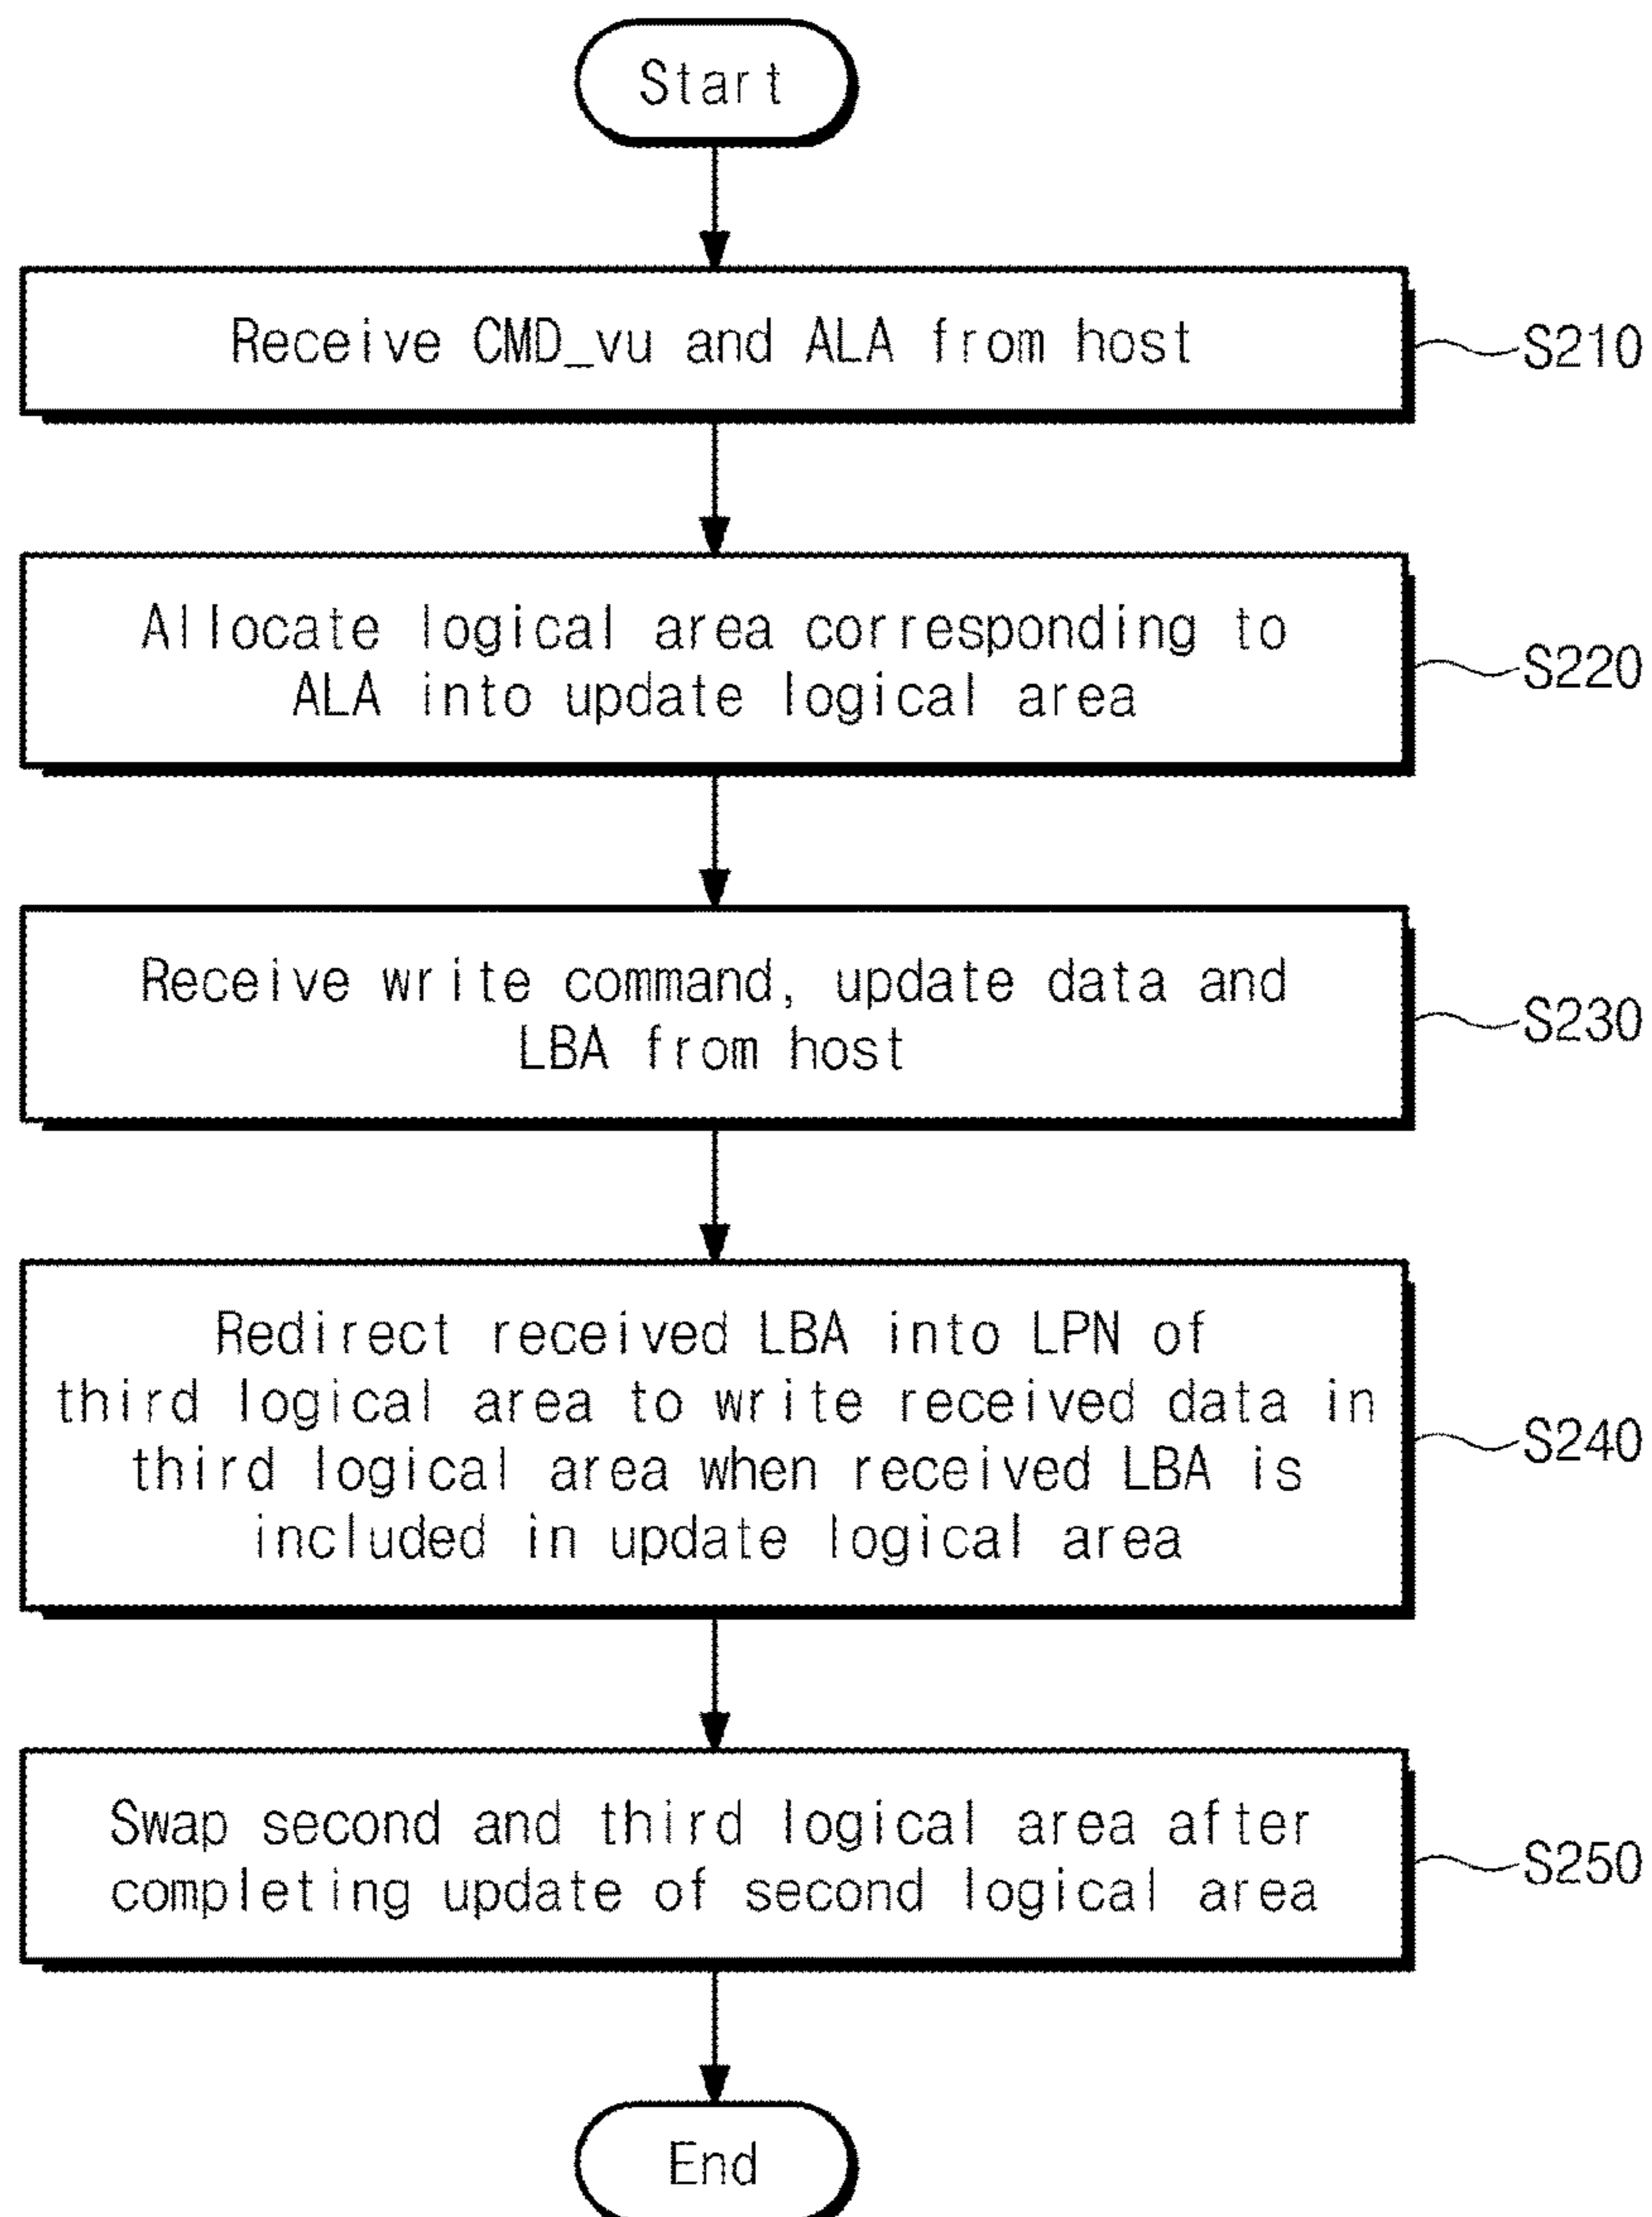 Start
Receive CMD_vu and ALA from host
S210
Allocate logical area corresponding to
ALA into update logical area
S220
Receive write command, update data and
LBA from host
S230
Redirect received LBA into LPN of
third logical area to write received data in
third logical area when received LBA is
included in update logical area
S240
Swap second and third logical area after
completing update of second logical area
S250
End